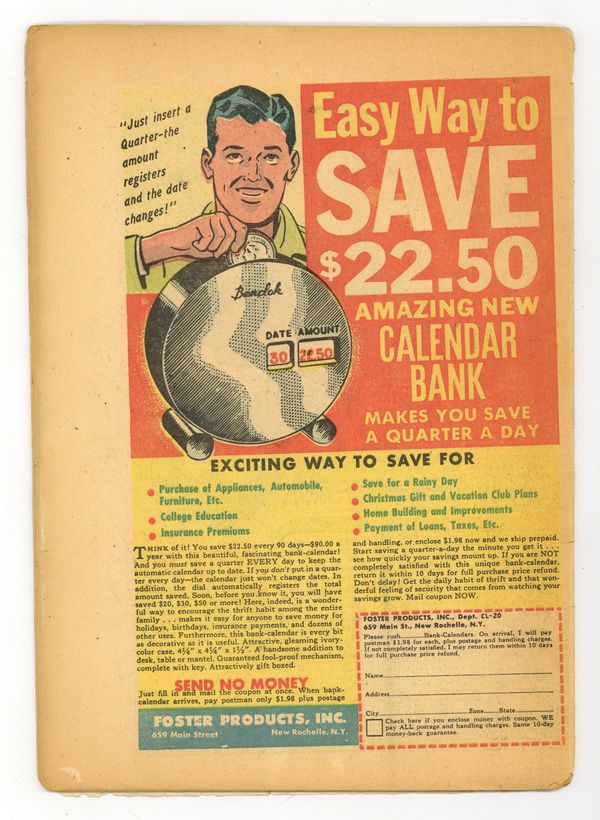 "Just insert a
Quarter-the
amount
registers
and the date
changes!"
Easy Way to
SAVE
$22.50
AMAZING NEW
CALENDAR
BANK
MAKES YOU SAVE
A QUARTER A DAY
Bandok
DATE AMOUNT
30 22.50
EXCITING WAY TO SAVE FOR
• Purchase of Appliances, Automobile,
Furniture, Etc.
• College Education
• Insurance Premiums
• Save for a Rainy Day
• Christmas Gift and Vacation Club Plans
• Home Building and Improvements
• Payment of Loans, Taxes, Etc.
THINK of it! You save $22.50 every 90 days—$90.00 a
year with this beautiful, fascinating bank-calendar!
And you must save a quarter EVERY day to keep the
automatic calendar up to date. If you don't put in a quar-
ter every day—the calendar just won't change dates. In
addition, the dial automatically registers the total
amount saved. Soon, before you know it, you will have
saved $20, $30, $50 or more! Here, indeed, is a wonder-
ful way to encourage the thrift habit among the entire
family . . . makes it easy for anyone to save money for
holidays, birthdays, insurance payments, and dozens of
other uses. Furthermore, this bank-calendar is every bit
as decorative as it is useful. Attractive, gleaming ivory-
color case, 4¼" x 4¼" x 1½". A handsome addition to
desk, table or mantel. Guaranteed fool-proof mechanism,
complete with key. Attractively gift boxed.
SEND NO MONEY
Just fill in and mail the coupon at once. When bank-
calendar arrives, pay postman only $1.98 plus postage
and handling, or enclose $1.98 now and we ship prepaid.
Start saving a quarter-a-day the minute you get it . . .
see how quickly your savings mount up. If you are NOT
completely satisfied with this unique bank-calendar,
return it within 10 days for full purchase price refund.
Don't delay! Get the daily habit of thrift and that won-
derful feeling of security that comes from watching your
savings grow. Mail coupon NOW.
FOSTER PRODUCTS, INC.
659 Main Street New Rochelle, N.Y.
FOSTER PRODUCTS, INC., Dept. CL-20
659 Main St., New Rochelle, N.Y.
Please rush........Bank-Calendars. On arrival, I will pay
postman $1.98 for each, plus postage and handling charges.
If not completely satisfied, I may return them within 10 days
for full purchase price refund.
Name
Address
City Zone State
Check here if you enclose money with coupon. WE
pay ALL postage and handling charges. Same 10-day
money-back guarantee.